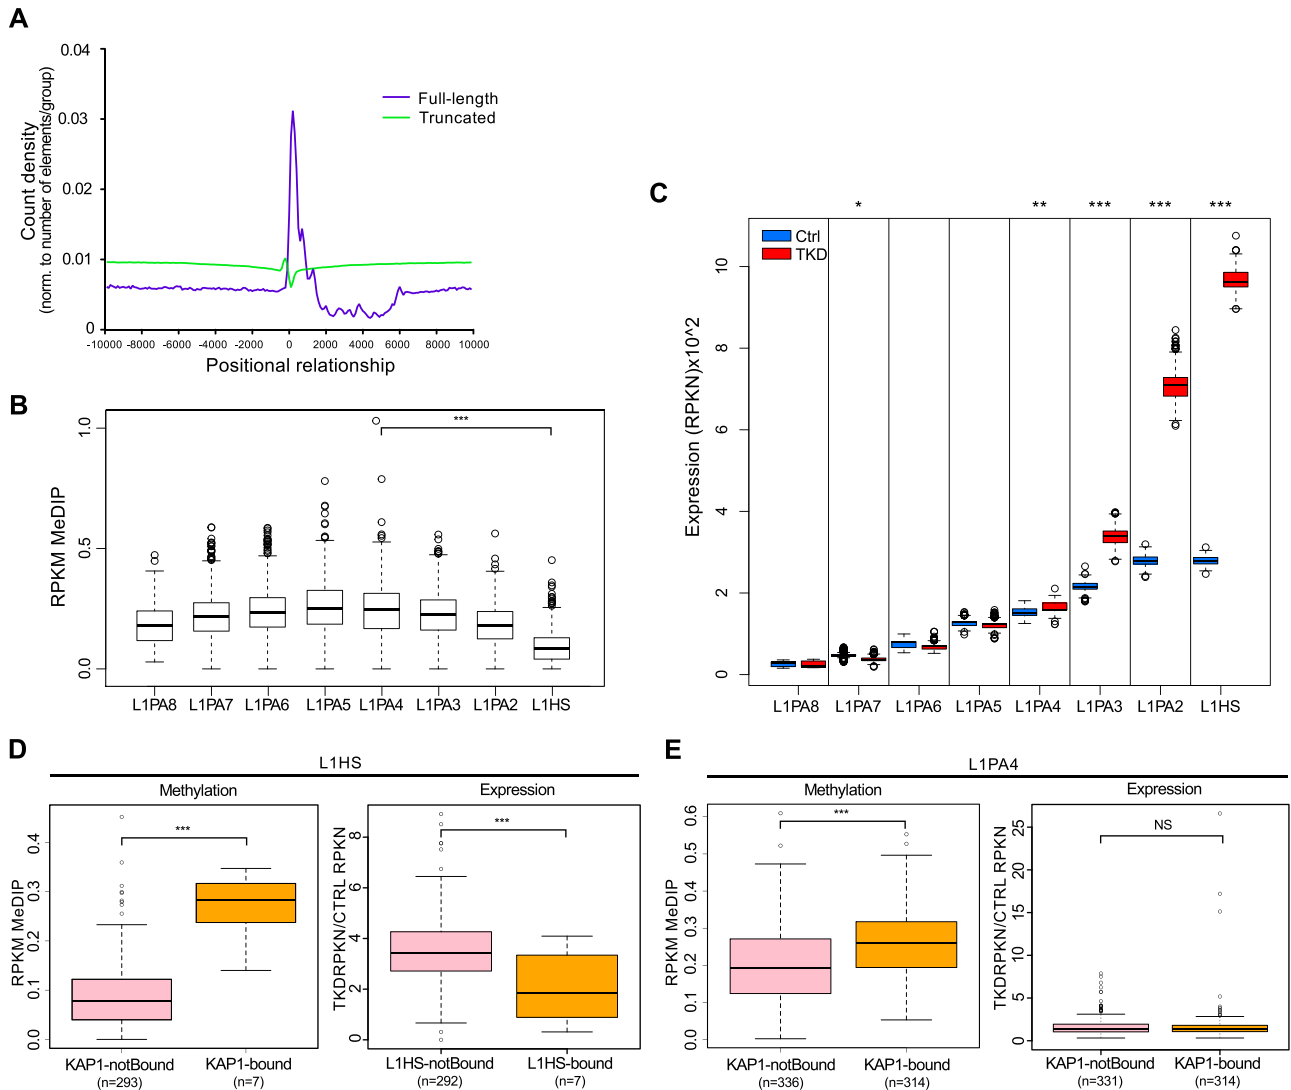 A
0.04
0.03
0.02
0.01
0
Count density
(norm. to number of elements/group)
Full-length
Truncated
-10000 -8000 -6000 -4000 -2000 0 2000 4000 6000 8000 10000
Positional relationship
B
1.0
0.5
0.0
RPKM MeDIP
***
L1PA8 L1PA7 L1PA6 L1PA5 L1PA4 L1PA3 L1PA2 L1HS
C
* ** *** *** ***
Ctrl
TKD
10
8
6
4
2
0
Expression (RPKN)x10^2
L1PA8 L1PA7 L1PA6 L1PA5 L1PA4 L1PA3 L1PA2 L1HS
D
L1HS
Methylation
***
0.4
0.3
0.2
0.1
0.0
RPKM MeDIP
KAP1-notBound KAP1-bound
(n=293) (n=7)
Expression
***
8
6
4
2
0
TKDRPKN/CTRL RPKN
L1HS-notBound L1HS-bound
(n=292) (n=7)
E
L1PA4
Methylation
***
0.6
0.5
0.4
0.3
0.2
0.1
0.0
RPKM MeDIP
KAP1-notBound KAP1-bound
(n=336) (n=314)
Expression
NS
25
20
15
10
5
0
TKDRPKN/CTRL RPKN
KAP1-notBound KAP1-bound
(n=331) (n=314)